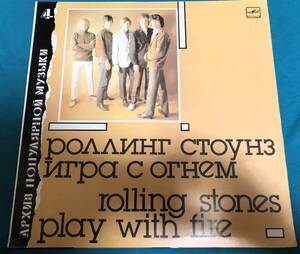 4
АРХИВ ПОПУЛЯРНОЙ МУЗЫКИ
РОЛЛИНГ СТОУНЗ
ИГРА С ОГНЕМ
rolling stones
play with fire